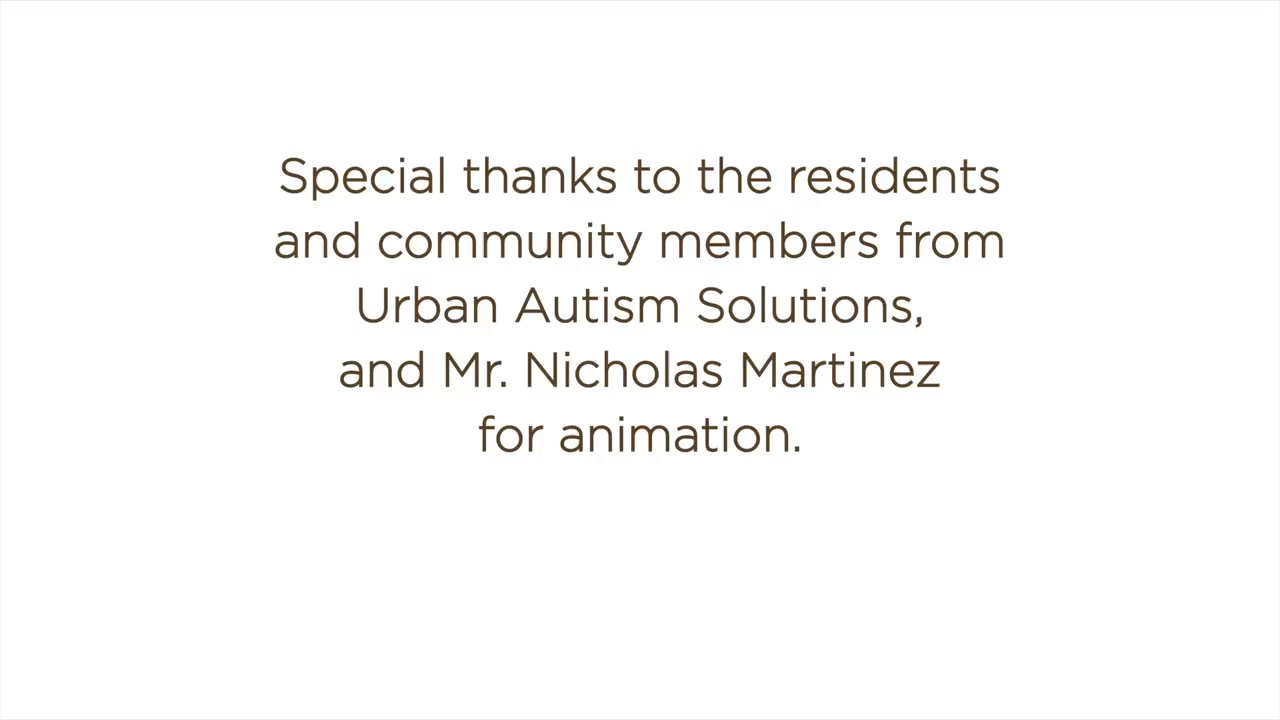 Special thanks to the residents
and community members from
Urban Autism Solutions,
and Mr. Nicholas Martinez
for animation.